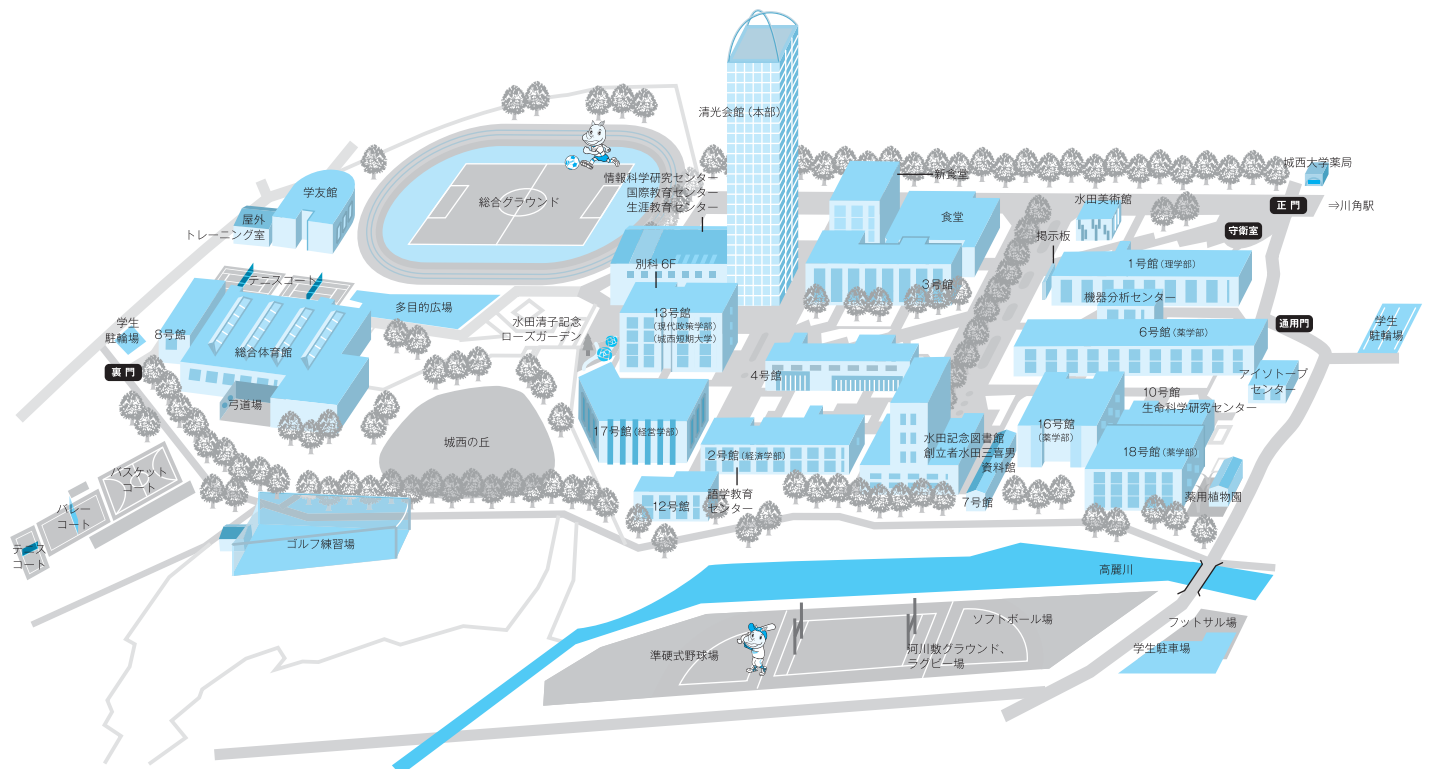 清光会館（本部）
城西大学薬局
新食堂
情報科学研究センター
国際教育センター
生涯教育センター
学友館
総合グラウンド
水田美術館
正門
⇒川角駅
屋外
トレーニング室
食堂
守衛室
掲示板
別科 6F
1号館（理学部）
テニスコート
3号館
機器分析センター
多目的広場
13号館
（現代政策学部）
（城西短期大学）
水田清子記念
ローズガーデン
学生
駐輪場
8号館
総合体育館
6号館（薬学部）
通用門
学生
駐輪場
裏門
4号館
アイソトープ
センター
弓道場
10号館
生命科学研究センター
17号館（経営学部）
16号館
（薬学部）
城西の丘
水田記念図書館
創立者水田三喜男
資料館
2号館（経済学部）
18号館（薬学部）
バスケット
コート
語学教育
センター
7号館
薬用植物園
12号館
バレー
コート
テニス
コート
ゴルフ練習場
高麗川
ソフトボール場
フットサル場
準硬式野球場
河川敷グラウンド、
ラグビー場
学生駐車場